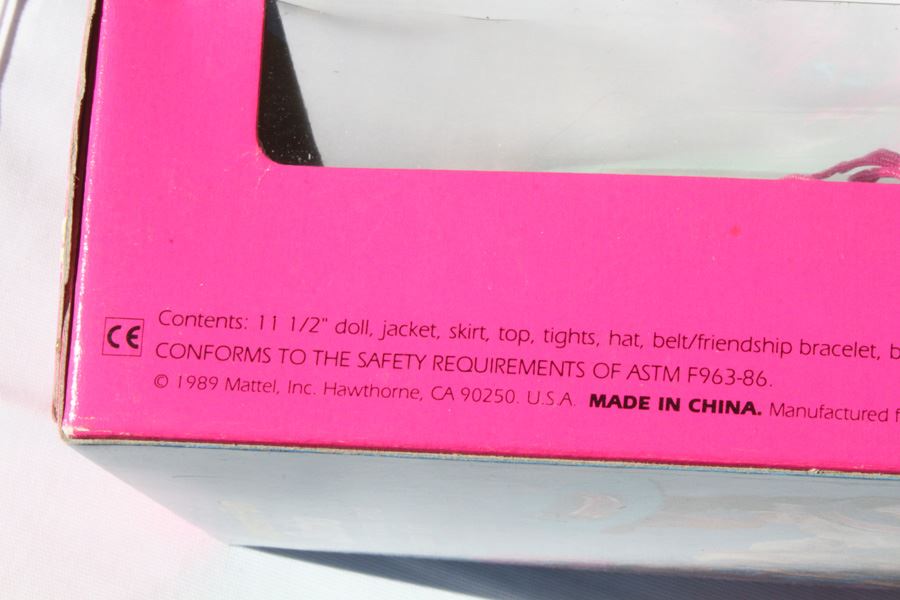 CE
Contents: 11 1/2" doll, jacket, skirt, top, tights, hat, belt/friendship bracelet, b
CONFORMS TO THE SAFETY REQUIREMENTS OF ASTM F963-86.
© 1989 Mattel, Inc. Hawthorne, CA 90250. U.S.A. MADE IN CHINA. Manufactured f